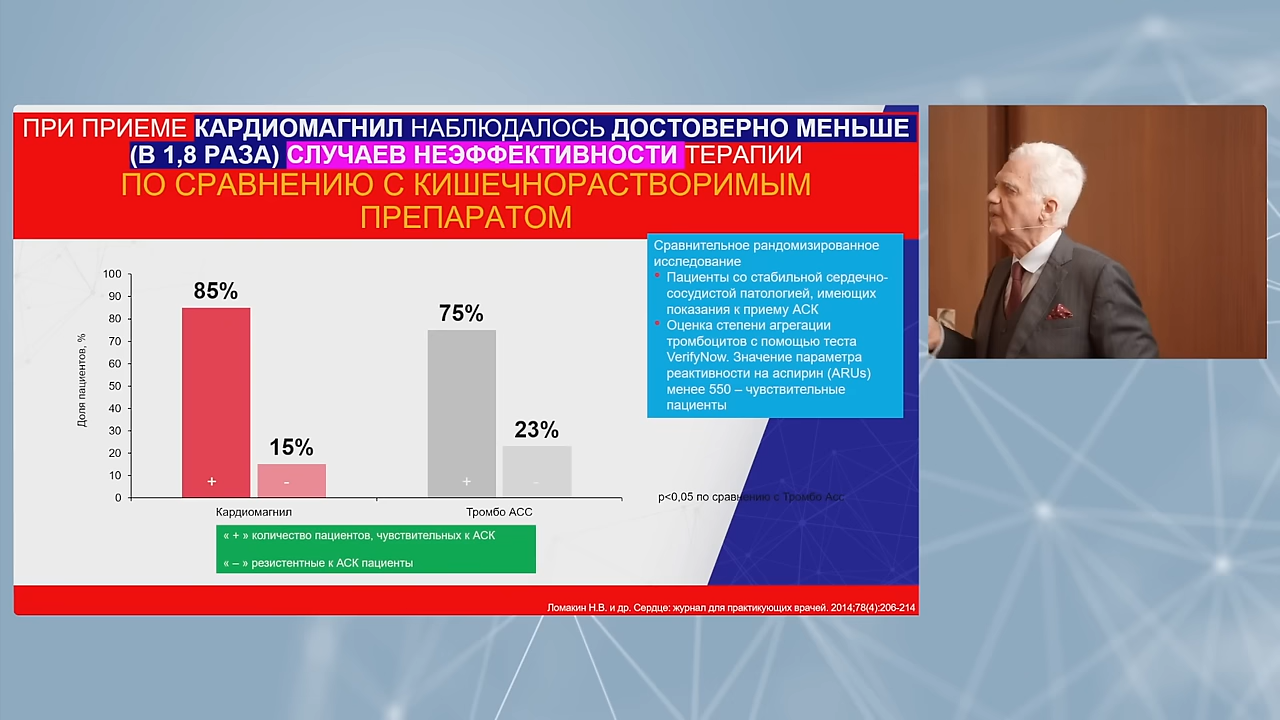 ПРИ ПРИЕМЕ КАРДИОМАГНИЛ НАБЛЮДАЛОСЬ ДОСТОВЕРНО МЕНЬШЕ
(В 1,8 РАЗА) СЛУЧАЕВ НЕЭФФЕКТИВНОСТИ ТЕРАПИИ
ПО СРАВНЕНИЮ С КИШЕЧНОРАСТВОРИМЫМ
ПРЕПАРАТОМ
Сравнительное рандомизированное
исследование
• Пациенты со стабильной сердечно-
сосудистой патологией, имеющих
показания к приему АСК
• Оценка степени агрегации
тромбоцитов с помощью теста
VerifyNow. Значение параметра
реактивности на аспирин (ARUs)
менее 550 – чувствительные
пациенты
Доля пациентов, %
100
90
80
70
60
50
40
30
20
10
0
85%
15%
75%
23%
+
-
+
-
Кардиомагнил
Тромбо АСС
p<0,05 по сравнению с Тромбо Асс
« + » количество пациентов, чувствительных к АСК
« – » резистентные к АСК пациенты
Ломакин Н.В. и др. Сердце: журнал для практикующих врачей. 2014;78(4):206-214